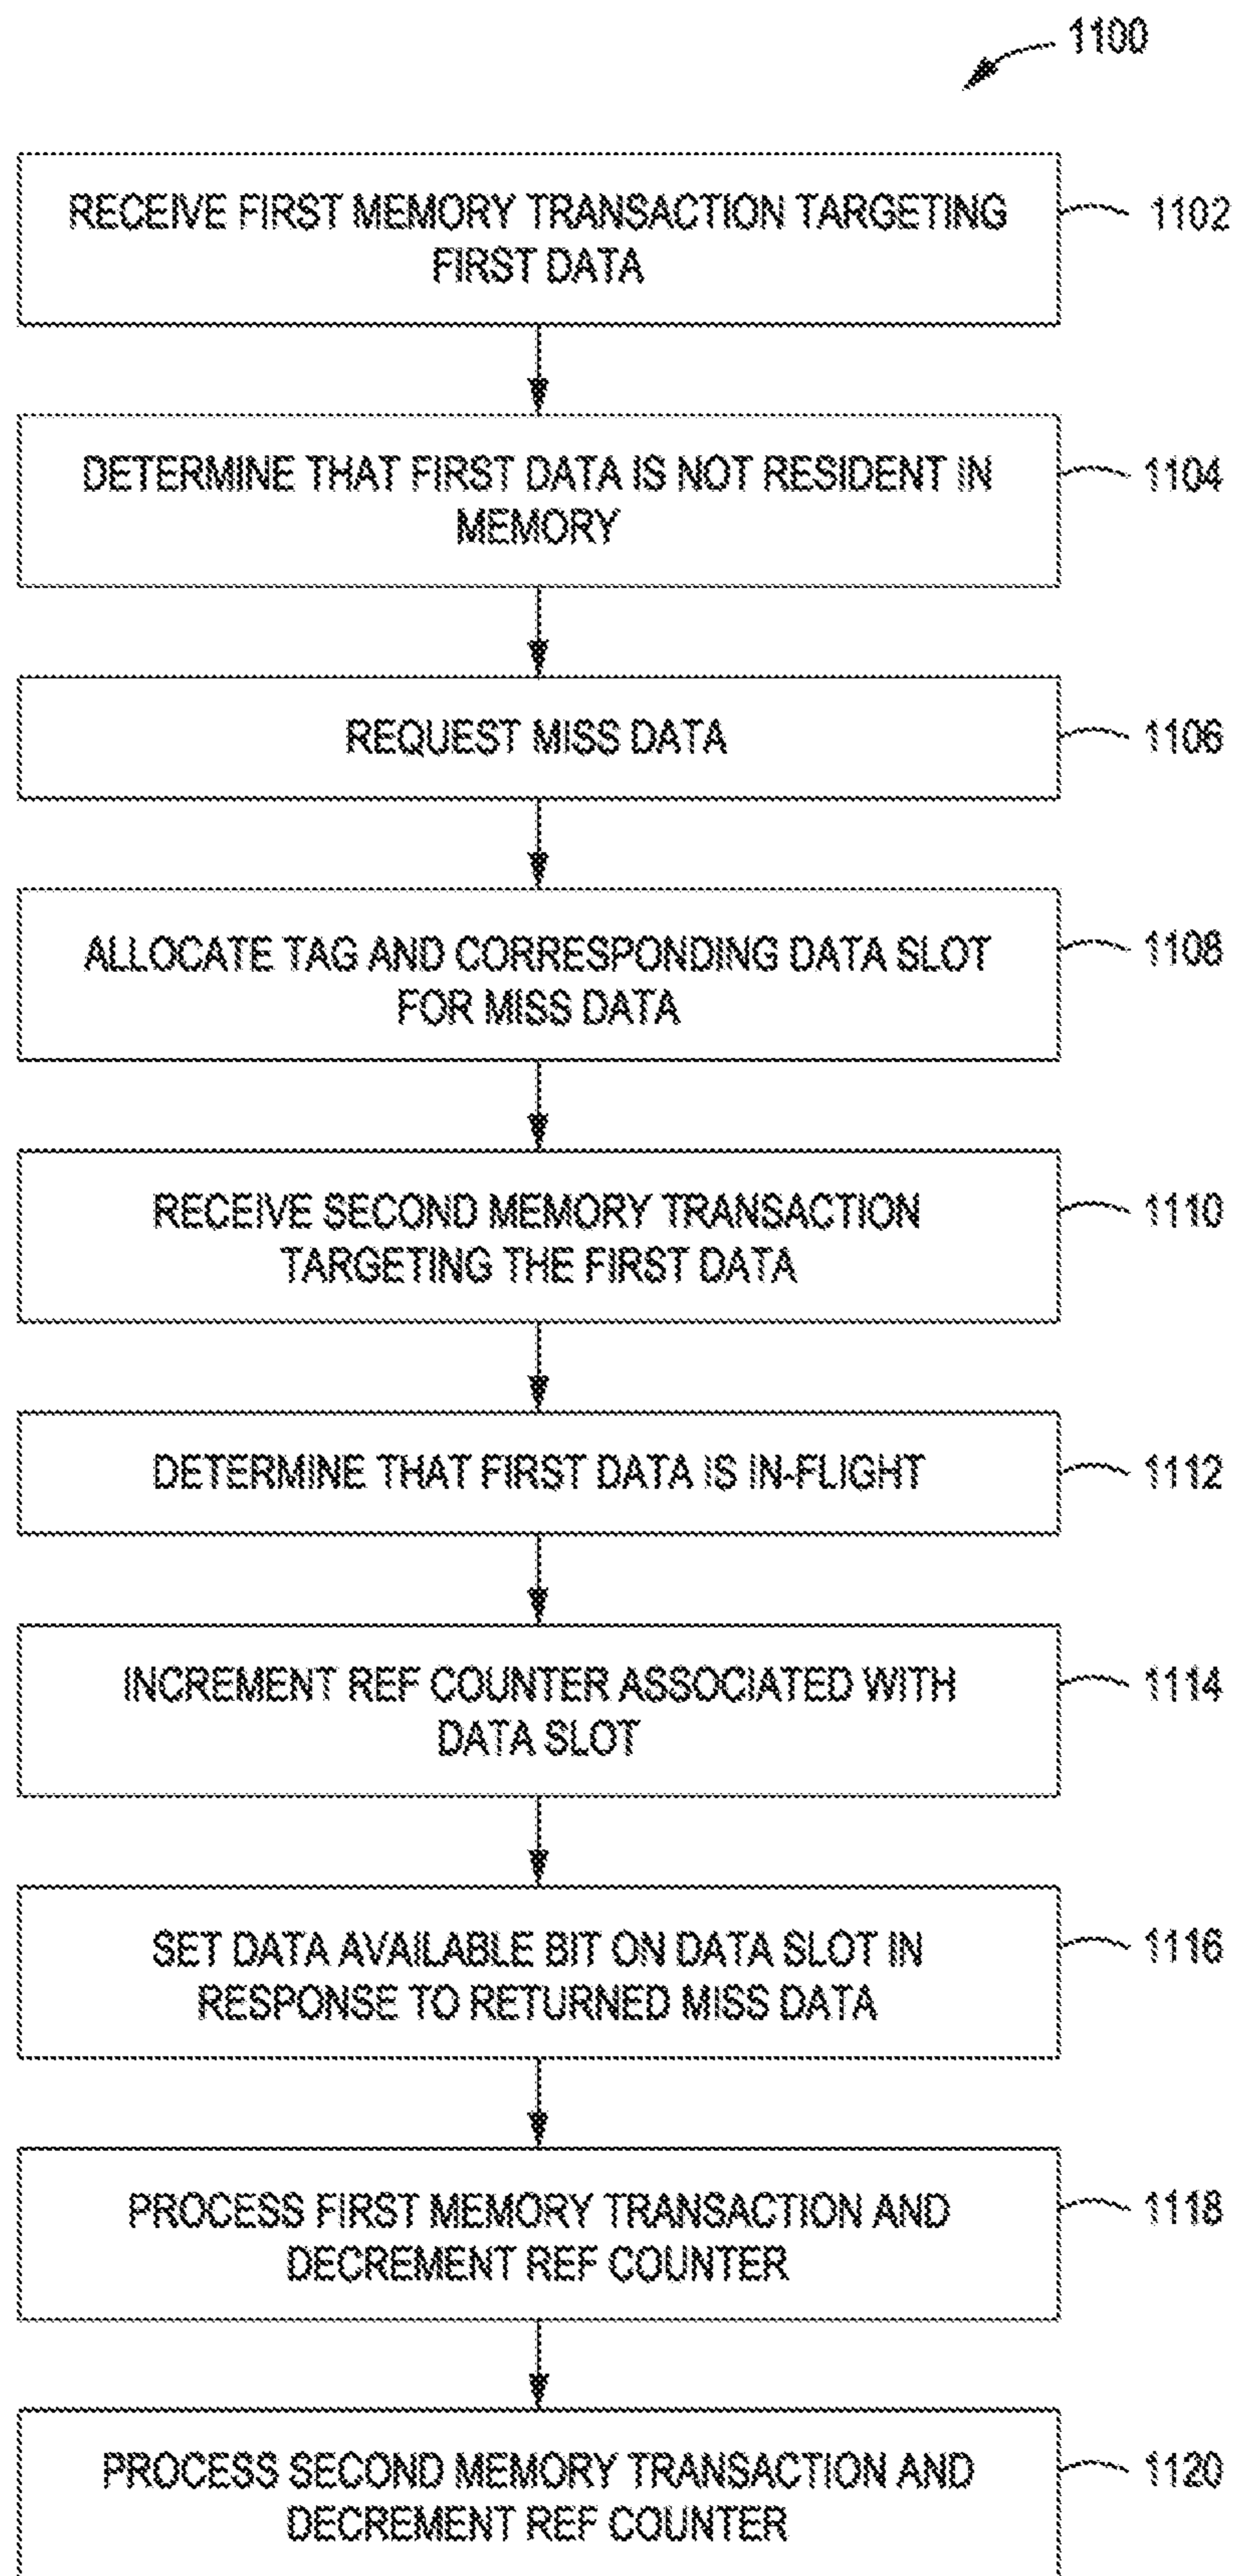 1100
RECEIVE FIRST MEMORY TRANSACTION TARGETING
FIRST DATA
1102
DETERMINE THAT FIRST DATA IS NOT RESIDENT IN
MEMORY
1104
REQUEST MISS DATA
1106
ALLOCATE TAG AND CORRESPONDING DATA SLOT
FOR MISS DATA
1108
RECEIVE SECOND MEMORY TRANSACTION
TARGETING THE FIRST DATA
1110
DETERMINE THAT FIRST DATA IS IN-FLIGHT
1112
INCREMENT REF COUNTER ASSOCIATED WITH
DATA SLOT
1114
SET DATA AVAILABLE BIT ON DATA SLOT IN
RESPONSE TO RETURNED MISS DATA
1116
PROCESS FIRST MEMORY TRANSACTION AND
DECREMENT REF COUNTER
1118
PROCESS SECOND MEMORY TRANSACTION AND
DECREMENT REF COUNTER
1120